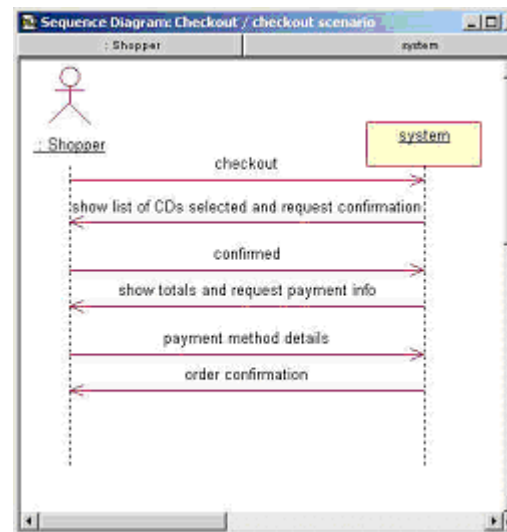 Sequence Diagram: Checkout / checkout scenario
: Shopper
system
: Shopper
system
checkout
show list of CDs selected and request confirmation
confirmed
show totals and request payment info
payment method details
order confirmation